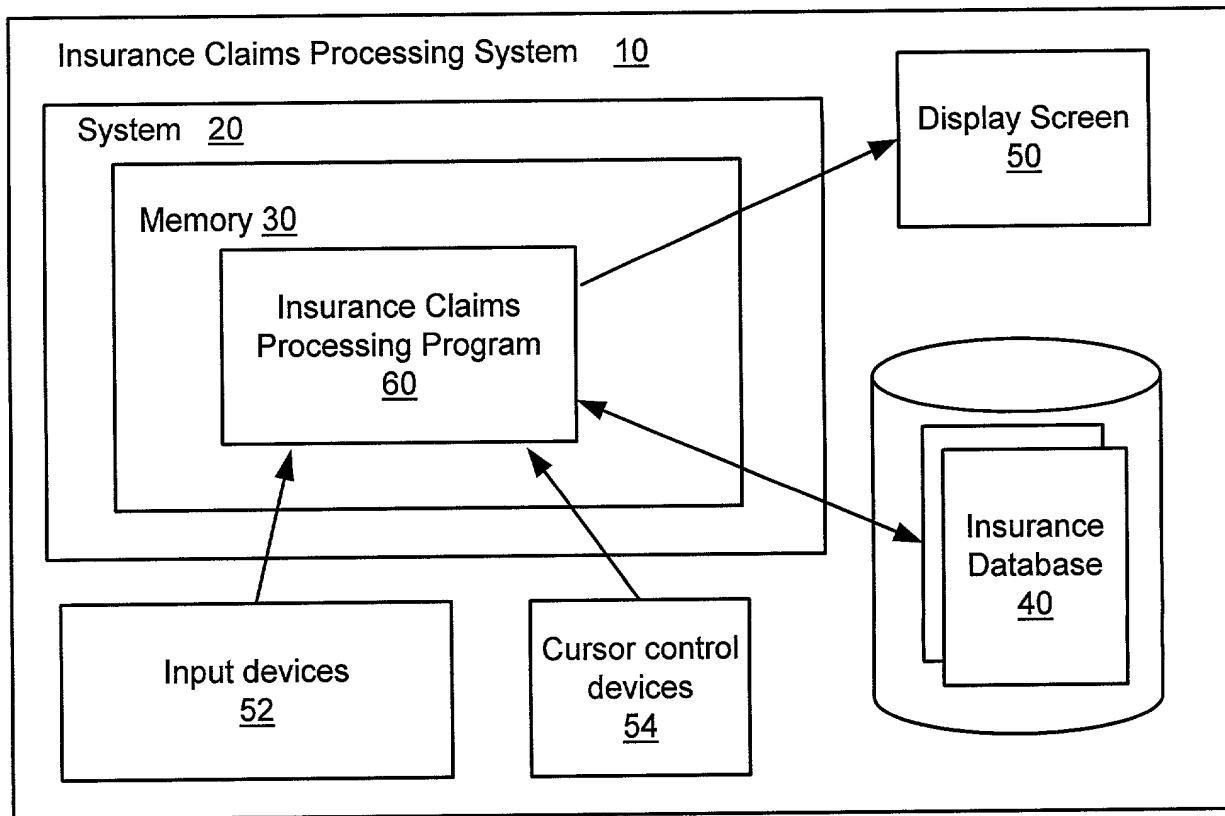 Insurance Claims Processing System 10
System 20
Memory 30
Insurance Claims
Processing Program
60
Display Screen
50
Insurance
Database
40
Input devices
52
Cursor control
devices
54